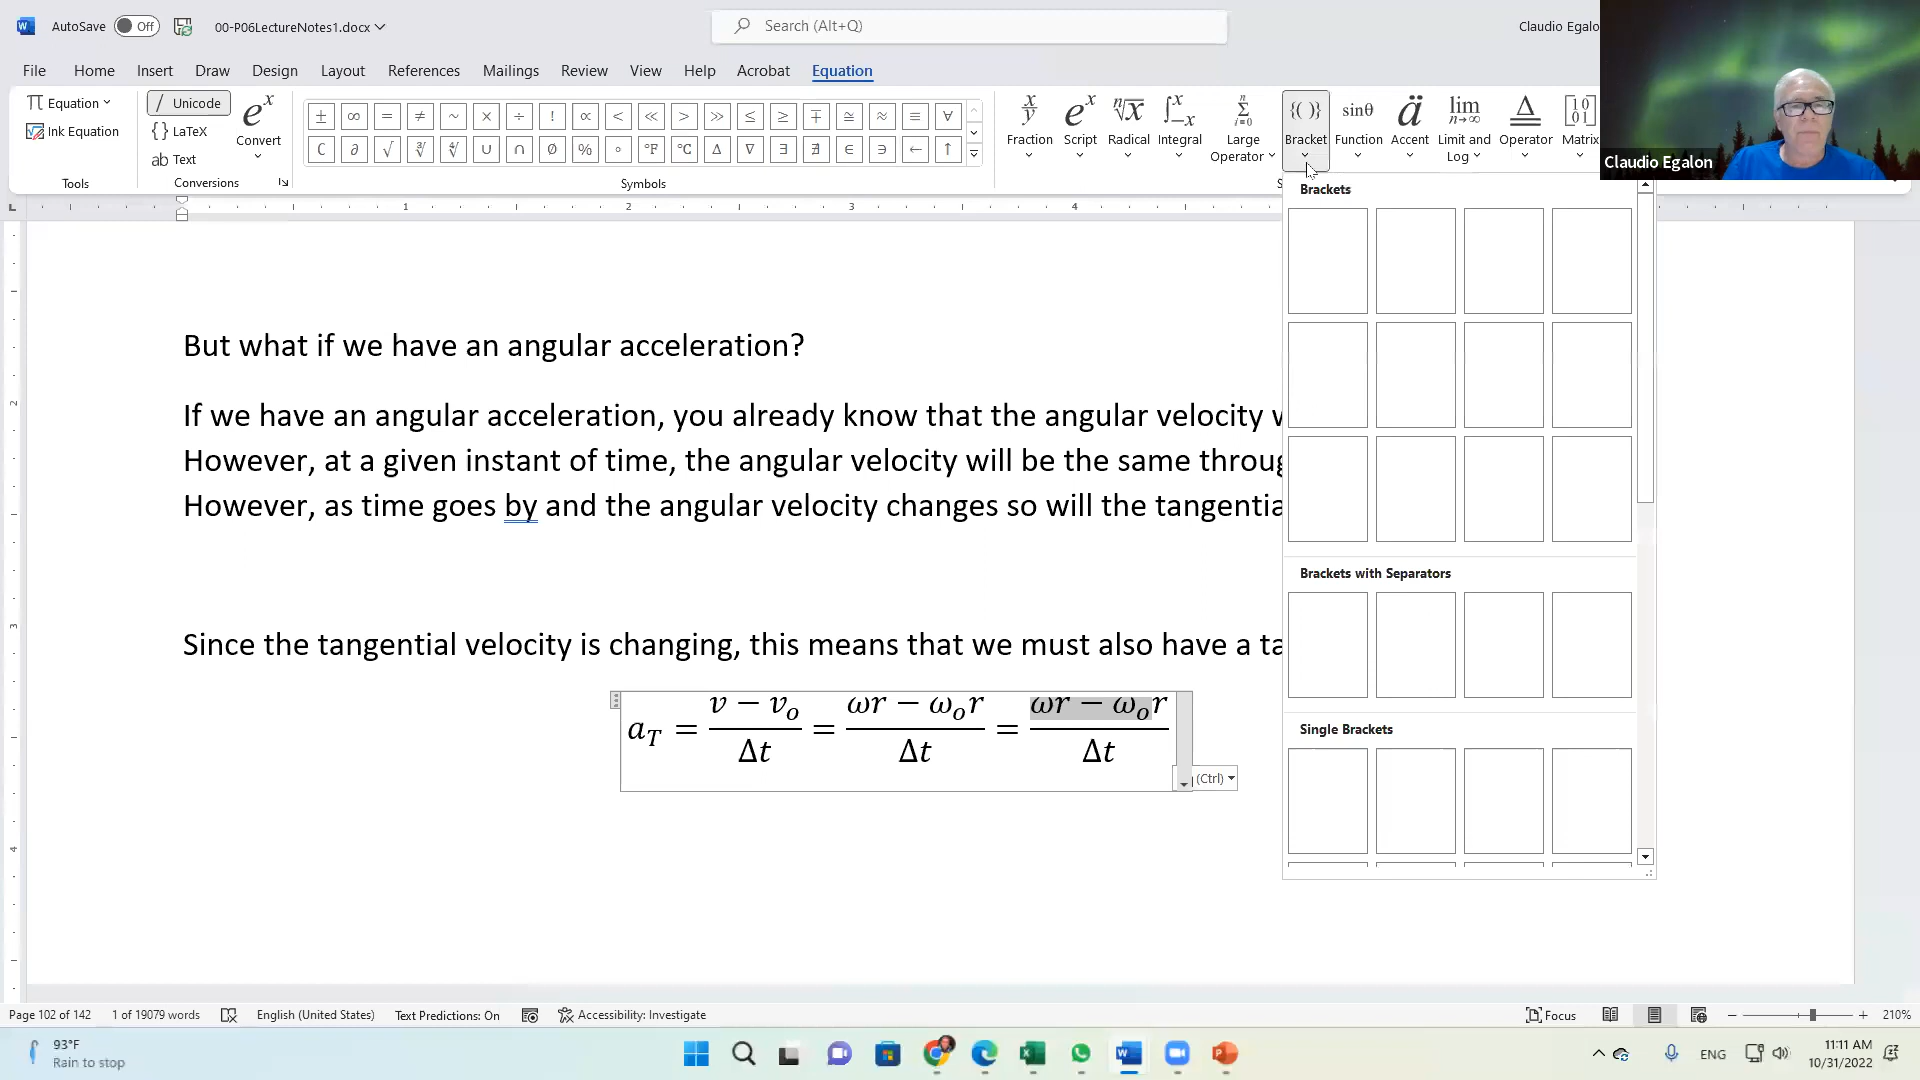 AutoSave Off 00-P06LectureNotes1.docx Search (Alt+Q) Claudio Egalo
File Home Insert Draw Design Layout References Mailings Review View Help Acrobat Equation
π Equation Unicode
Ink Equation {} LaTeX
ab Text
Convert
Tools Conversions Symbols
± ∞ = ≠ ~ × ÷ ! ∝ < ≪ > ≫ ≤ ≥ ∓ ≅ ≈ ≡ ∀
∁ ∂ √ ∛ ∜ ∪ ∩ ∅ % ° °F °C ∆ ∇ ∃ ∄ ∈ ∋ ← ↑
Fraction Script Radical Integral Large Operator Bracket Function Accent Limit and Log Operator Matrix
Claudio Egalon
Brackets
Brackets with Separators
Single Brackets
But what if we have an angular acceleration?
If we have an angular acceleration, you already know that the angular velocity
However, at a given instant of time, the angular velocity will be the same
However, as time goes by and the angular velocity changes so will the
Since the tangential velocity is changing, this means that we must also have a
a_T = (v − v_o)/Δt = (ωr − ω_o r)/Δt = (ωr − ω_o r)/Δt
(Ctrl)
Page 102 of 142 1 of 19079 words English (United States) Text Predictions: On Accessibility: Investigate Focus 210%
93°F
Rain to stop
ENG
11:11 AM
10/31/2022